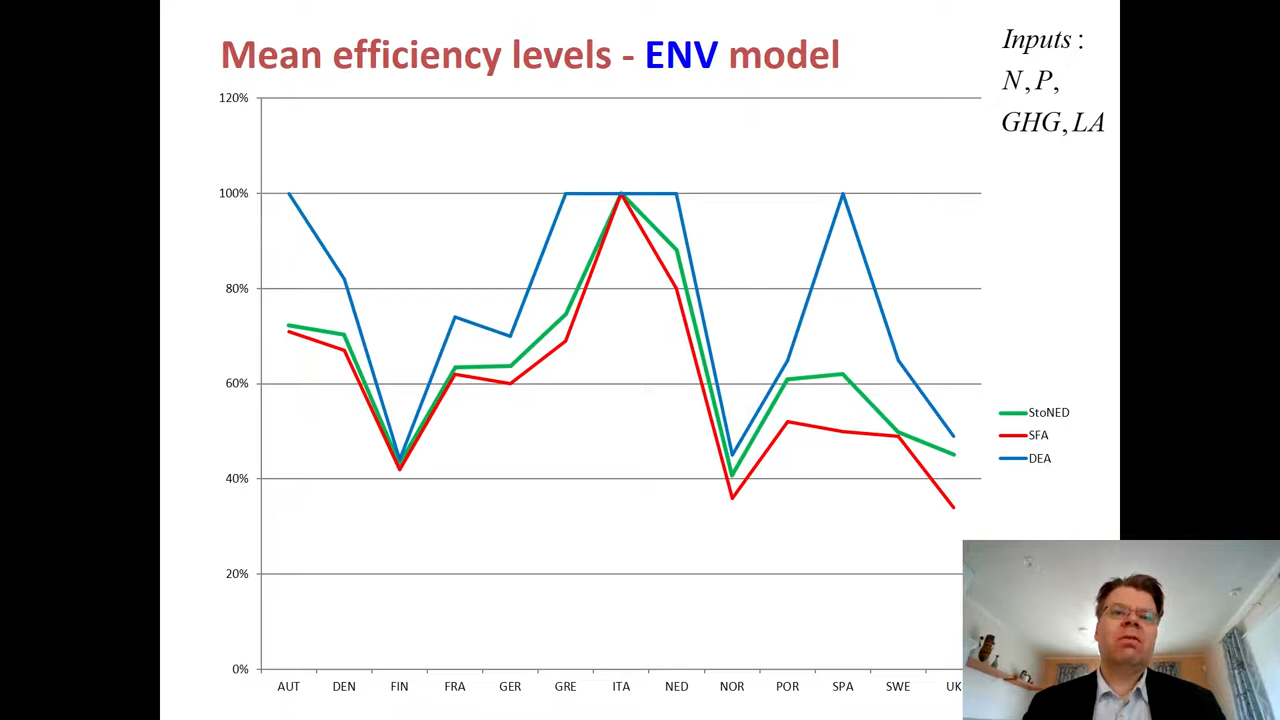 Mean efficiency levels - ENV model
Inputs :
N , P,
GHG, LA
120%
100%
80%
60%
40%
20%
0%
AUT DEN FIN FRA GER GRE ITA NED NOR POR SPA SWE UK
StoNED
SFA
DEA